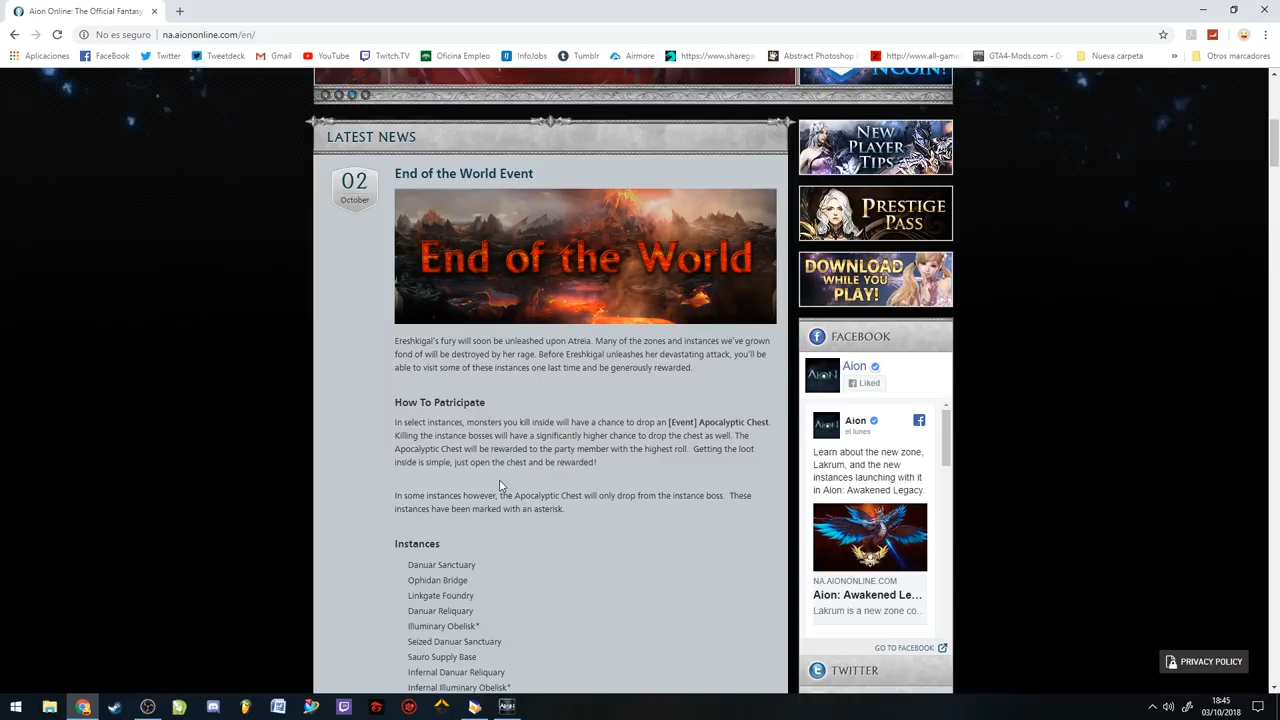 Aion Online: The Official Fantasy
No es seguro | na.aiononline.com/en/
Aplicaciones FaceBook Twitter Tweetdeck Gmail YouTube Twitch.TV Oficina Empleo InfoJobs Tumblr Airmore https://www.sharega Abstract Photoshop http://www.all-game GTA4-Mods.com - G Nueva carpeta » Otros marcadores
NCOIN!
LATEST NEWS
NEW
PLAYER
TIPS
02
October
End of the World Event
End of the World
PRESTIGE
PASS
DOWNLOAD
WHILE YOU
PLAY!
Ereshkigal's fury will soon be unleashed upon Atreia. Many of the zones and instances we've grown
fond of will be destroyed by her rage. Before Ereshkigal unleashes her devastating attack, you'll be
able to visit some of these instances one last time and be generously rewarded.
How To Patricipate
In select instances, monsters you kill inside will have a chance to drop an [Event] Apocalyptic Chest.
Killing the instance bosses will have a significantly higher chance to drop the chest as well. The
Apocalyptic Chest will be rewarded to the party member with the highest roll. Getting the loot
inside is simple, just open the chest and be rewarded!
In some instances however, the Apocalyptic Chest will only drop from the instance boss. These
instances have been marked with an asterisk.
Instances
Danuar Sanctuary
Ophidan Bridge
Linkgate Foundry
Danuar Reliquary
Illuminary Obelisk*
Seized Danuar Sanctuary
Sauro Supply Base
Infernal Danuar Reliquary
Infernal Illuminary Obelisk*
FACEBOOK
AION
Aion
Liked
Aion
el lunes
Learn about the new zone,
Lakrum, and the new
instances launching with it
in Aion: Awakened Legacy.
NA.AIONONLINE.COM
Aion: Awakened Le...
Lakrum is a new zone co...
GO TO FACEBOOK
TWITTER
PRIVACY POLICY
18:45
03/10/2018